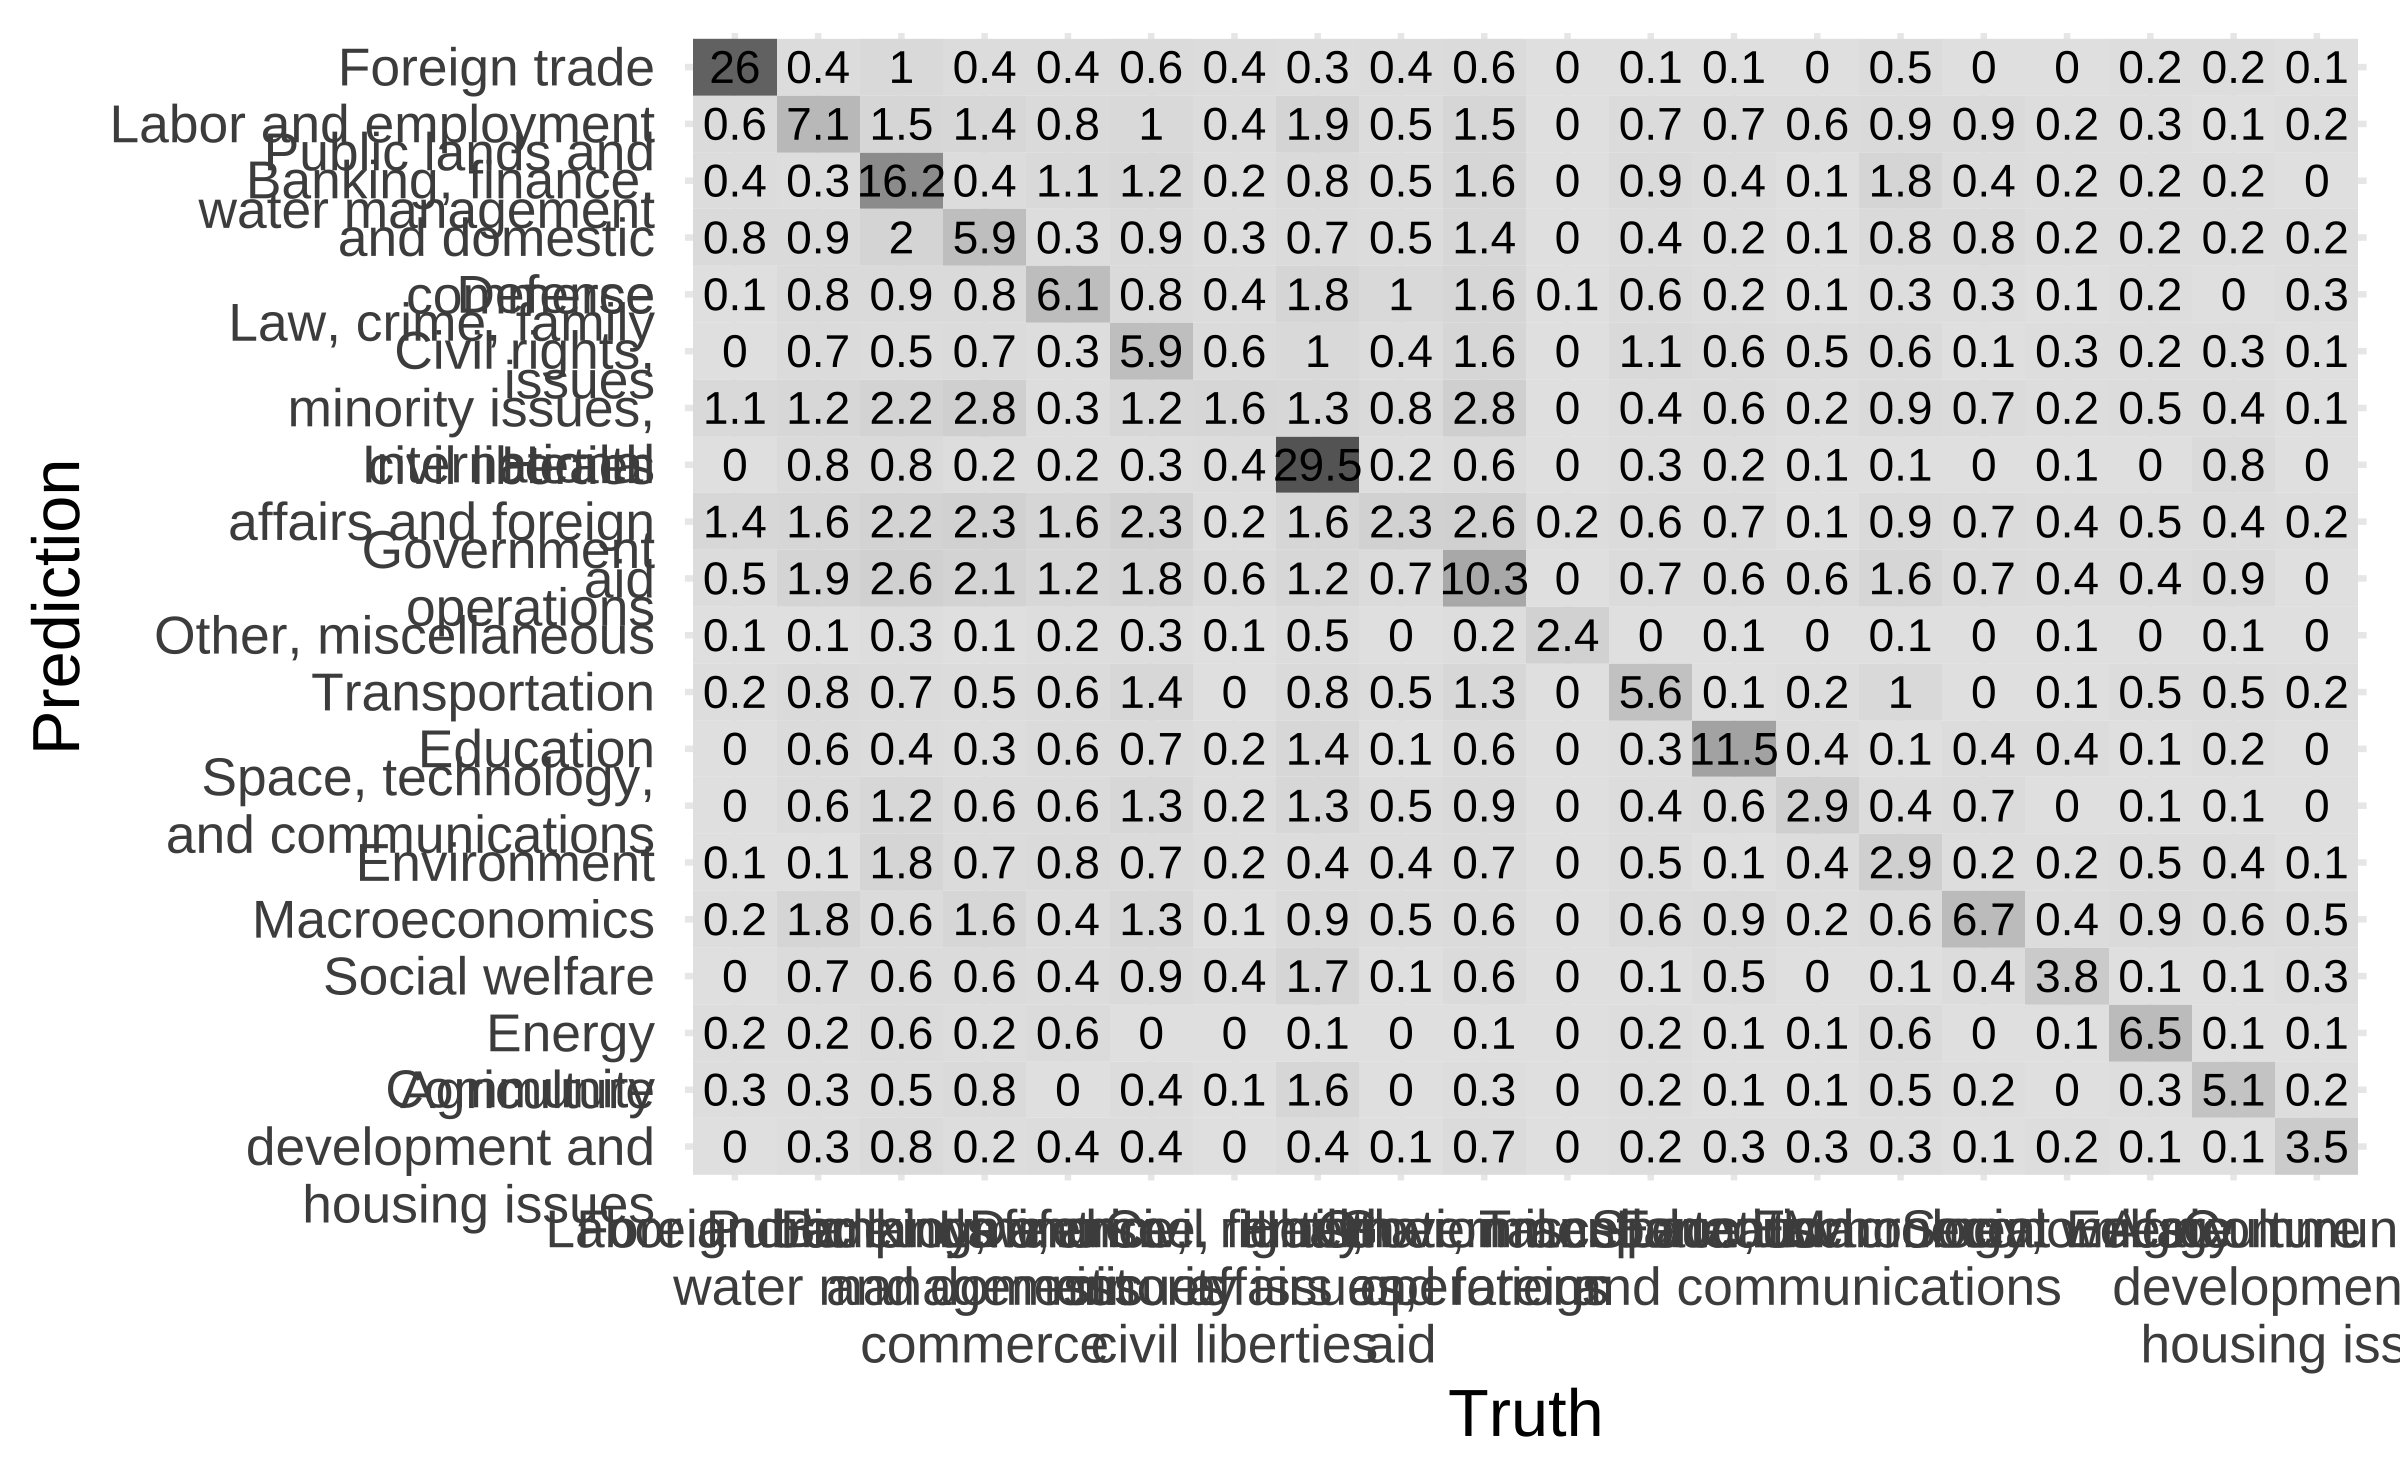 Foreign trade
26 0.4 1 0.4 0.4 0.6 0.4 0.3 0.4 0.6 0 0.1 0.1 0 0.5 0 0 0.2 0.2 0.1
Labor and employment
0.6 7.1 1.5 1.4 0.8 1 0.4 1.9 0.5 1.5 0 0.7 0.7 0.6 0.9 0.9 0.2 0.3 0.1 0.2
Public lands and
water management
0.4 0.3 16.2 0.4 1.1 1.2 0.2 0.8 0.5 1.6 0 0.9 0.4 0.1 1.8 0.4 0.2 0.2 0.2 0
Banking, finance,
and domestic
commerce
0.8 0.9 2 5.9 0.3 0.9 0.3 0.7 0.5 1.4 0 0.4 0.2 0.1 0.8 0.8 0.2 0.2 0.2 0.2
Defense
0.1 0.8 0.9 0.8 6.1 0.8 0.4 1.8 1 1.6 0.1 0.6 0.2 0.1 0.3 0.3 0.1 0.2 0 0.3
Law, crime, family
issues
0 0.7 0.5 0.7 0.3 5.9 0.6 1 0.4 1.6 0 1.1 0.6 0.5 0.6 0.1 0.3 0.2 0.3 0.1
Civil rights,
minority issues,
civil liberties
1.1 1.2 2.2 2.8 0.3 1.2 1.6 1.3 0.8 2.8 0 0.4 0.6 0.2 0.9 0.7 0.2 0.5 0.4 0.1
Health
0 0.8 0.8 0.2 0.2 0.3 0.4 29.5 0.2 0.6 0 0.3 0.2 0.1 0.1 0 0.1 0 0.8 0
International
affairs and foreign
aid
1.4 1.6 2.2 2.3 1.6 2.3 0.2 1.6 2.3 2.6 0.2 0.6 0.7 0.1 0.9 0.7 0.4 0.5 0.4 0.2
Government
operations
0.5 1.9 2.6 2.1 1.2 1.8 0.6 1.2 0.7 10.3 0 0.7 0.6 0.6 1.6 0.7 0.4 0.4 0.9 0
Other, miscellaneous
0.1 0.1 0.3 0.1 0.2 0.3 0.1 0.5 0 0.2 2.4 0 0.1 0 0.1 0 0.1 0 0.1 0
Transportation
0.2 0.8 0.7 0.5 0.6 1.4 0 0.8 0.5 1.3 0 5.6 0.1 0.2 1 0 0.1 0.5 0.5 0.2
Education
0 0.6 0.4 0.3 0.6 0.7 0.2 1.4 0.1 0.6 0 0.3 11.5 0.4 0.1 0.4 0.4 0.1 0.2 0
Space, technology,
and communications
0 0.6 1.2 0.6 0.6 1.3 0.2 1.3 0.5 0.9 0 0.4 0.6 2.9 0.4 0.7 0 0.1 0.1 0
Environment
0.1 0.1 1.8 0.7 0.8 0.7 0.2 0.4 0.4 0.7 0 0.5 0.1 0.4 2.9 0.2 0.2 0.5 0.4 0.1
Macroeconomics
0.2 1.8 0.6 1.6 0.4 1.3 0.1 0.9 0.5 0.6 0 0.6 0.9 0.2 0.6 6.7 0.4 0.9 0.6 0.5
Social welfare
0 0.7 0.6 0.6 0.4 0.9 0.4 1.7 0.1 0.6 0 0.1 0.5 0 0.1 0.4 3.8 0.1 0.1 0.3
Energy
0.2 0.2 0.6 0.2 0.6 0 0 0.1 0 0.1 0 0.2 0.1 0.1 0.6 0 0.1 6.5 0.1 0.1
Agriculture
0.3 0.3 0.5 0.8 0 0.4 0.1 1.6 0 0.3 0 0.2 0.1 0.1 0.5 0.2 0 0.3 5.1 0.2
Community
development and
housing issues
0 0.3 0.8 0.2 0.4 0.4 0 0.4 0.1 0.7 0 0.2 0.3 0.3 0.3 0.1 0.2 0.1 0.1 3.5
Prediction
water management
and communications
commerce
civil liberties
aid
Truth